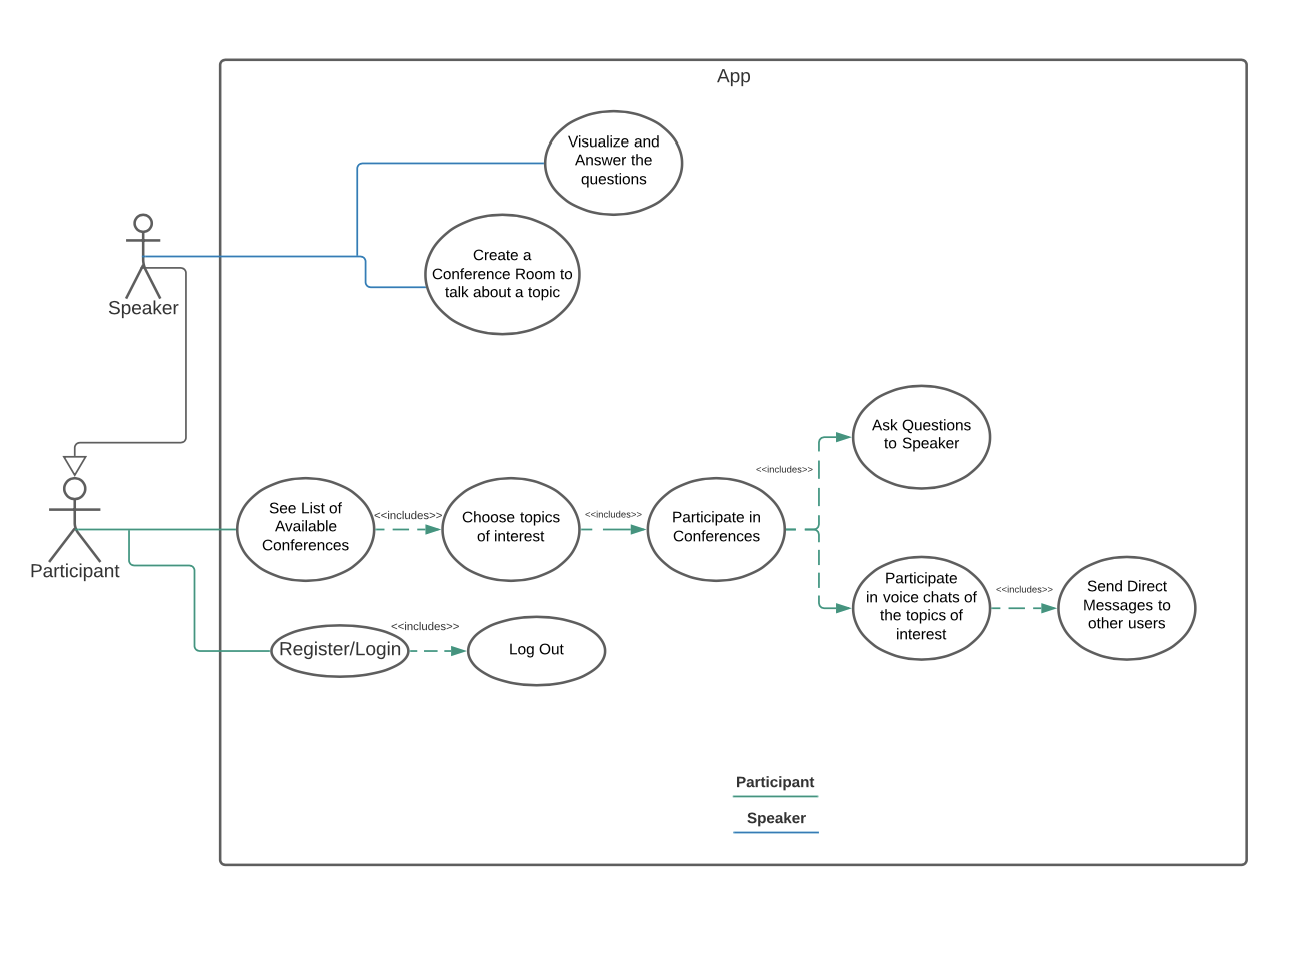 App
Visualize and
Answer the
questions
Create a
Conference Room to
talk about a topic
Speaker
Ask Questions
to Speaker
<<includes>>
See List of
Available
Conferences
<<includes>>
Choose topics
of interest
<<includes>>
Participate in
Conferences
Participant
Participate
in voice chats of
the topics of
interest
<<includes>>
Send Direct
Messages to
other users
Register/Login
<<includes>>
Log Out
Participant
Speaker